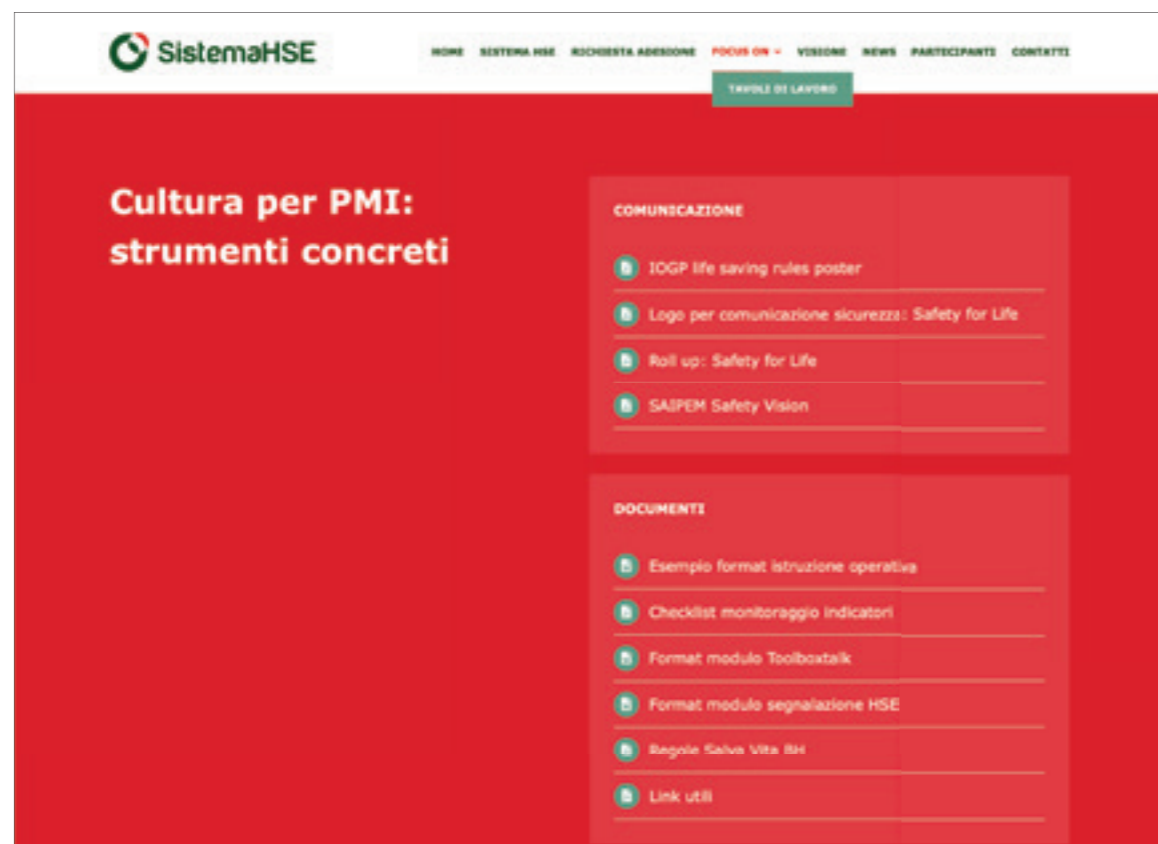 SistemaHSE
HOME SISTEMA HSE RICHIESTA ADESIONE FOCUS ON VISIONE NEWS PARTECIPANTI CONTATTI
TAVOLI DI LAVORO
Cultura per PMI:
strumenti concreti
COMUNICAZIONE
IOGP life saving rules poster
Logo per comunicazione sicurezza: Safety for Life
Roll up: Safety for Life
SAIPEM Safety Vision
DOCUMENTI
Esempio format istruzione operativa
Checklist monitoraggio indicatori
Format modulo Toolboxtalk
Format modulo segnalazione HSE
Regole Salva Vita BH
Link utili